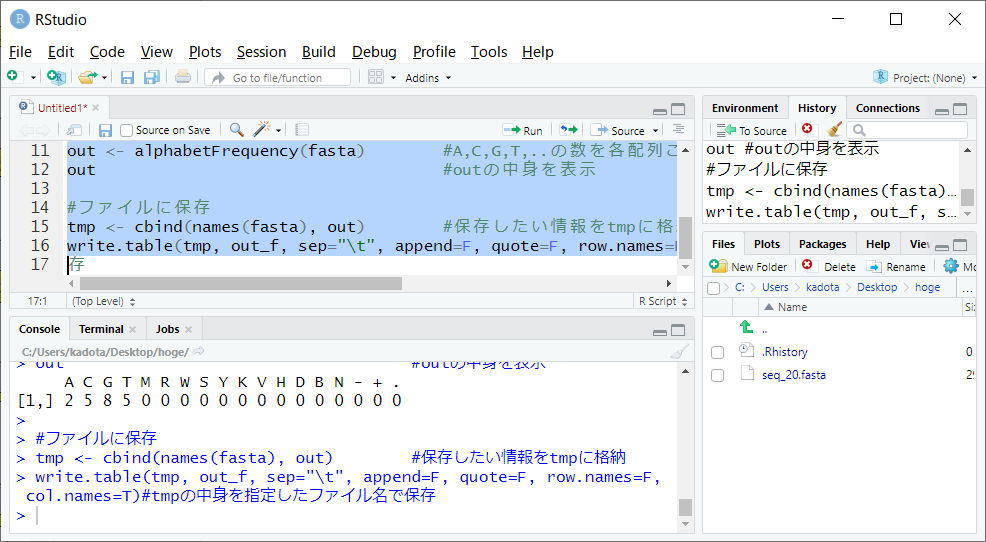 RStudio
File Edit Code View Plots Session Build Debug Profile Tools Help
Go to file/function Addins Project: (None)
Untitled1*
Source on Save Run Source
11 out <- alphabetFrequency(fasta) #A,C,G,T,..の数を各配列ご
12 out #outの中身を表示
13
14 #ファイルに保存
15 tmp <- cbind(names(fasta), out) #保存したい情報をtmpに格
16 write.table(tmp, out_f, sep="\t", append=F, quote=F, row.names=
17 存
17:1 (Top Level) R Script
Console Terminal Jobs
C:/Users/kadota/Desktop/hoge/
> out #outの中身を表示
A C G T M R W S Y K V H D B N - + .
[1,] 2 5 8 5 0 0 0 0 0 0 0 0 0 0 0 0 0 0
>
> #ファイルに保存
> tmp <- cbind(names(fasta), out) #保存したい情報をtmpに格納
> write.table(tmp, out_f, sep="\t", append=F, quote=F, row.names=F,
col.names=T)#tmpの中身を指定したファイル名で保存
>
Environment History Connections
To Source
out #outの中身を表示
#ファイルに保存
tmp <- cbind(names(fasta)...
write.table(tmp, out_f, s...
Files Plots Packages Help
New Folder Delete Rename
C: Users kadota Desktop hoge ...
Name
..
.Rhistory 0
seq_20.fasta